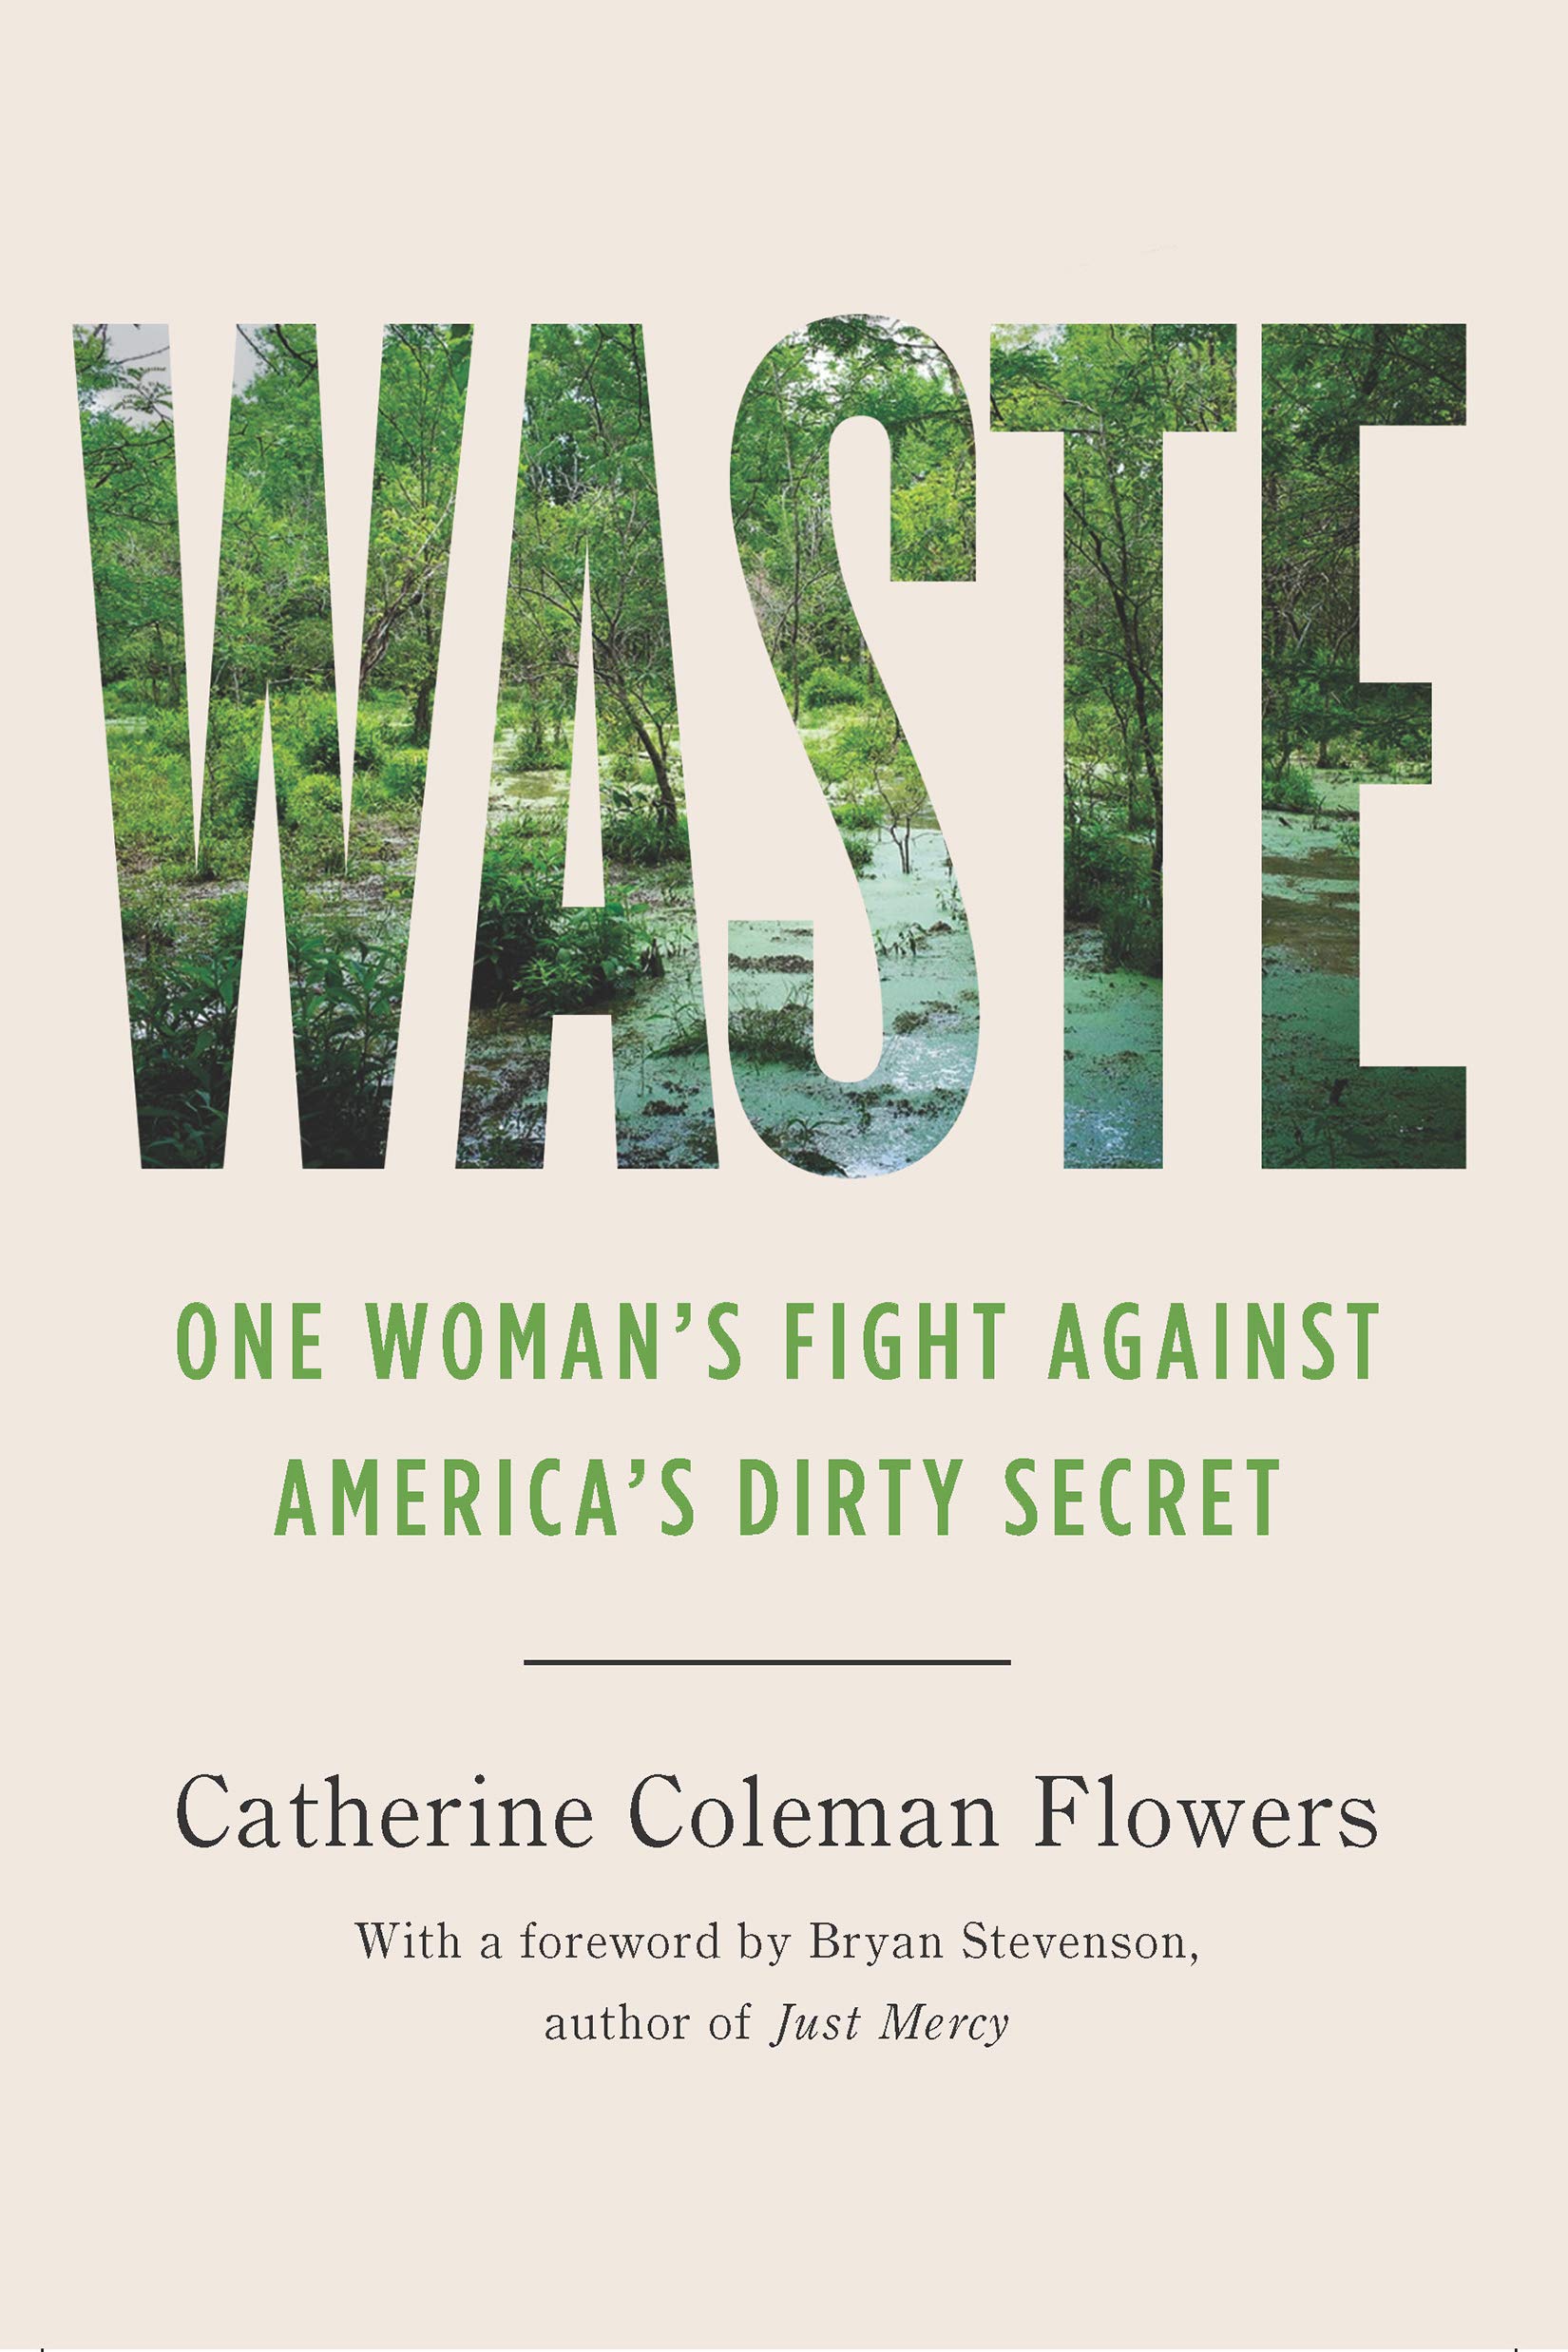 WASTE
ONE WOMAN’S FIGHT AGAINST
AMERICA’S DIRTY SECRET
Catherine Coleman Flowers
With a foreword by Bryan Stevenson,
author of Just Mercy